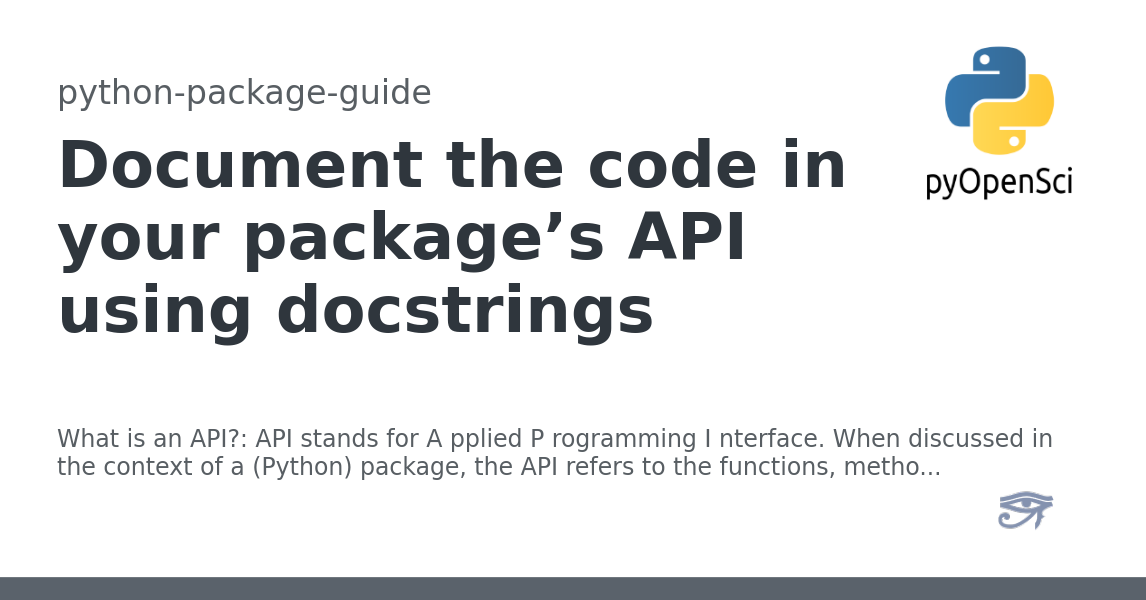 python-package-guide
Document the code in
your package’s API
using docstrings
pyOpenSci
What is an API?: API stands for A pplied P rogramming I nterface. When discussed in
the context of a (Python) package, the API refers to the functions, metho...